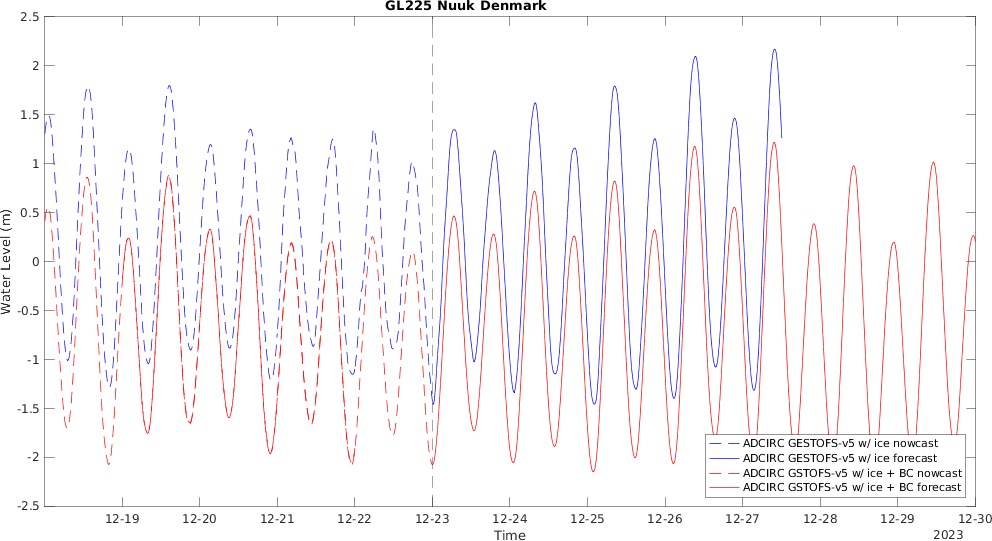 GL225 Nuuk Denmark
2.5
2
1.5
1
0.5
0
-0.5
-1
-1.5
-2
-2.5
Water Level (m)
ADCIRC GESTOFS-v5 w/ ice nowcast
ADCIRC GESTOFS-v5 w/ ice forecast
ADCIRC GSTOFS-v5 w/ ice + BC nowcast
ADCIRC GSTOFS-v5 w/ ice + BC forecast
12-19 12-20 12-21 12-22 12-23 12-24 12-25 12-26 12-27 12-28 12-29 12-30
Time
2023